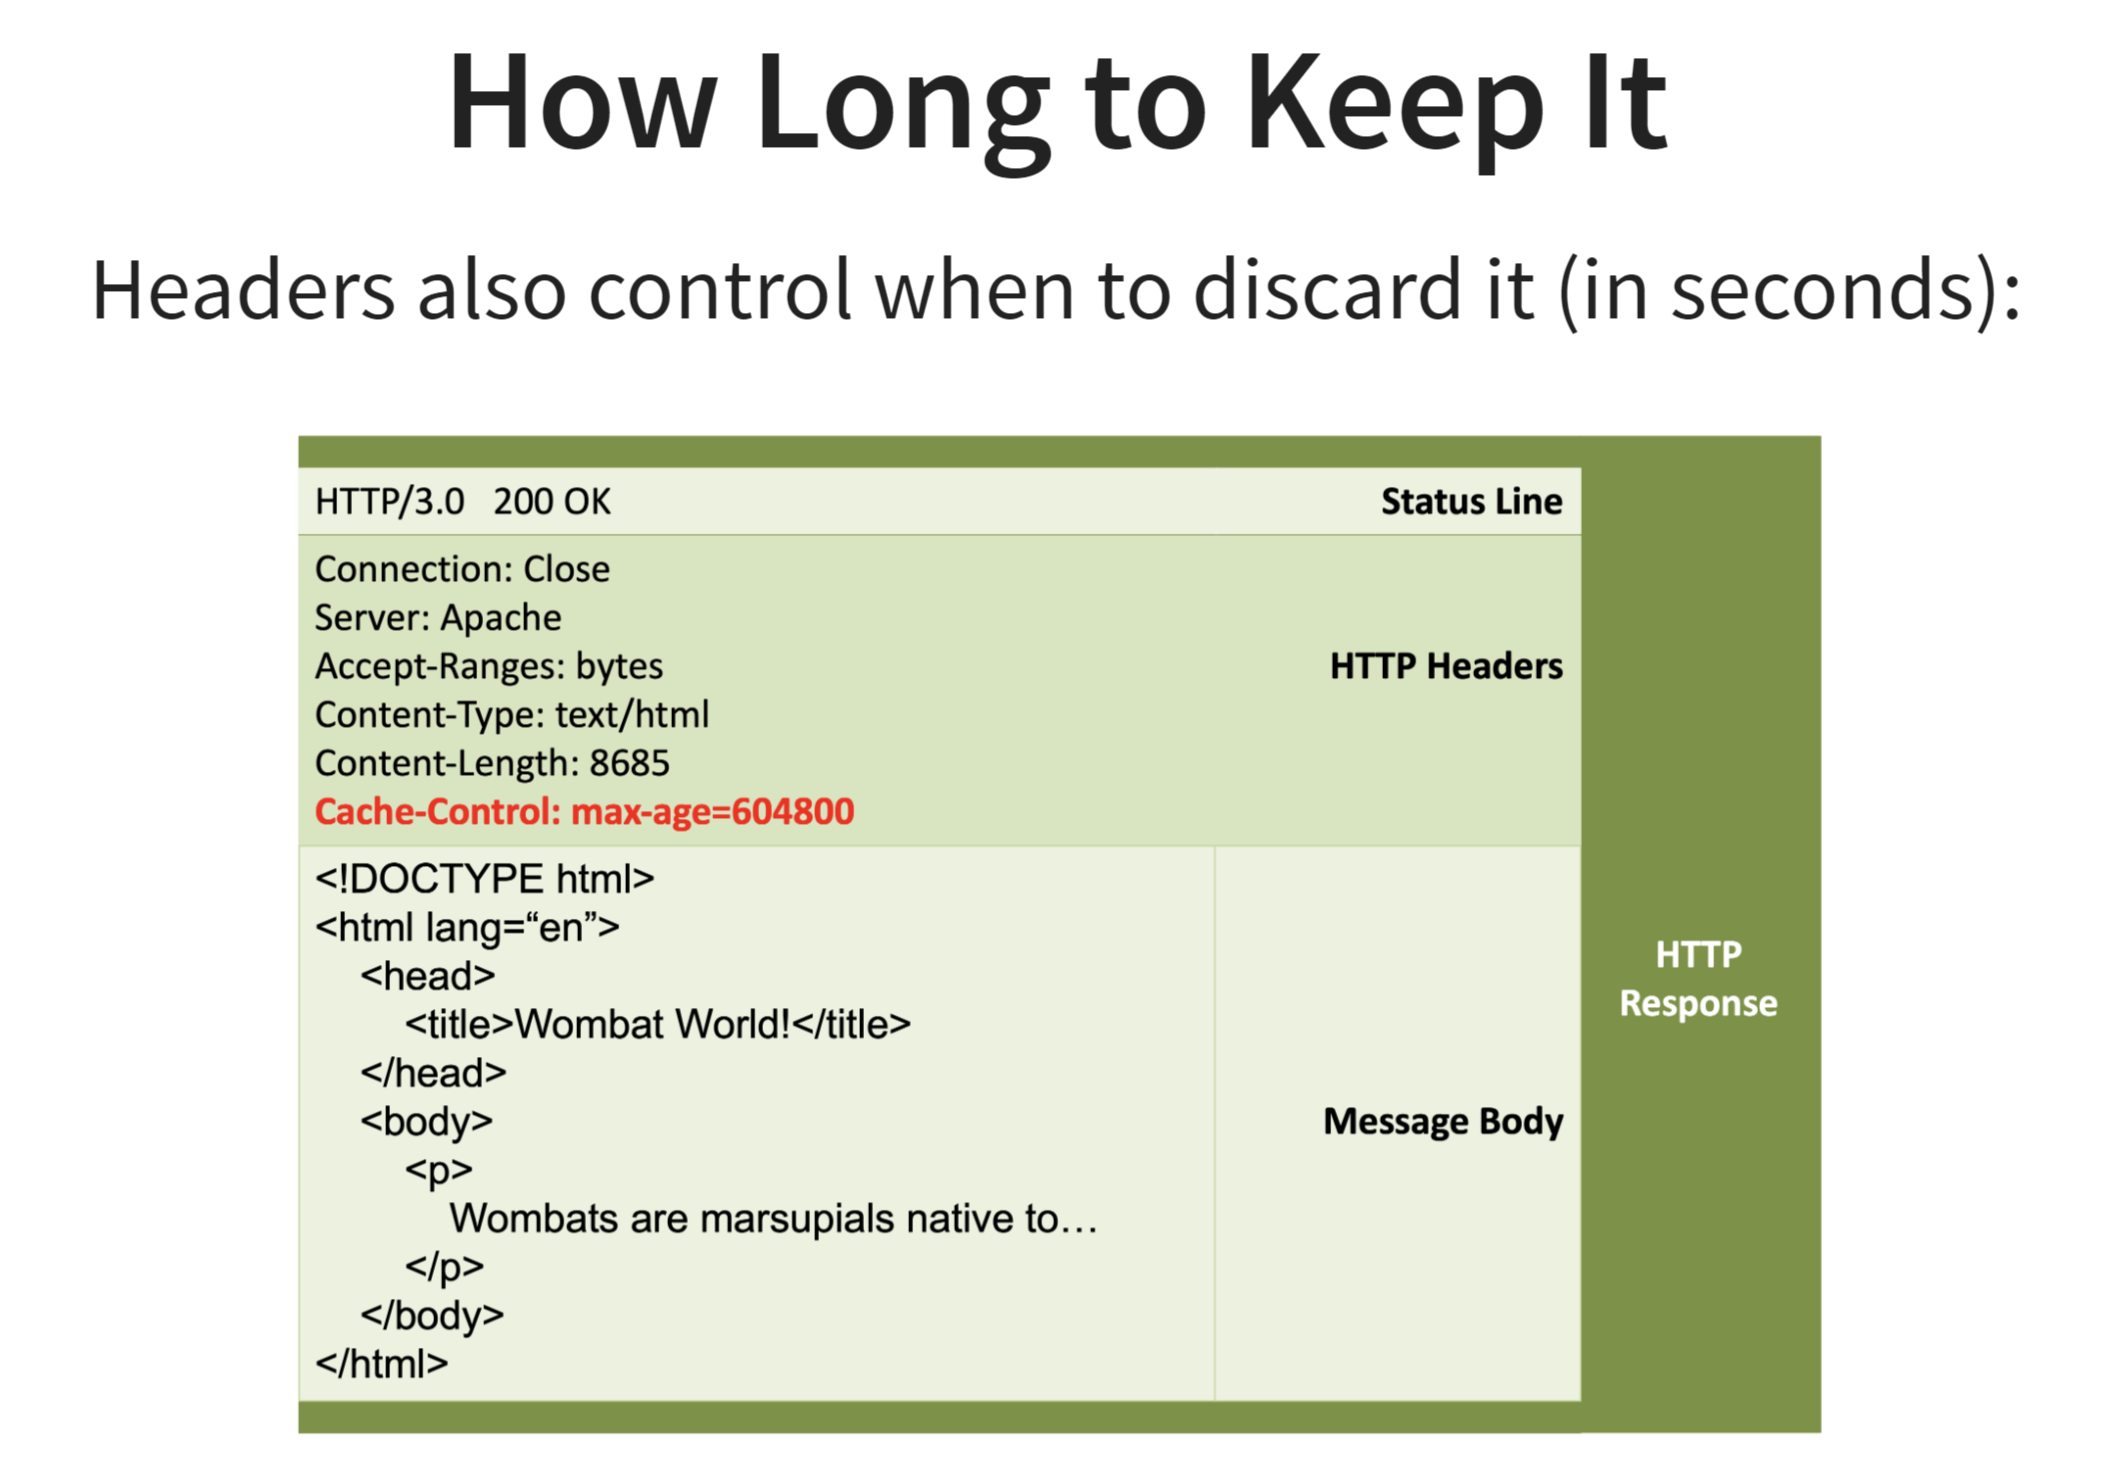 How Long to Keep It
Headers also control when to discard it (in seconds):
HTTP/3.0 200 OK
Status Line
Connection: Close
Server: Apache
Accept-Ranges: bytes
Content-Type: text/html
Content-Length: 8685
Cache-Control: max-age=604800
HTTP Headers
<!DOCTYPE html>
<html lang=“en”>
<head>
<title>Wombat World!</title>
</head>
<body>
<p>
Wombats are marsupials native to…
</p>
</body>
</html>
Message Body
HTTP
Response